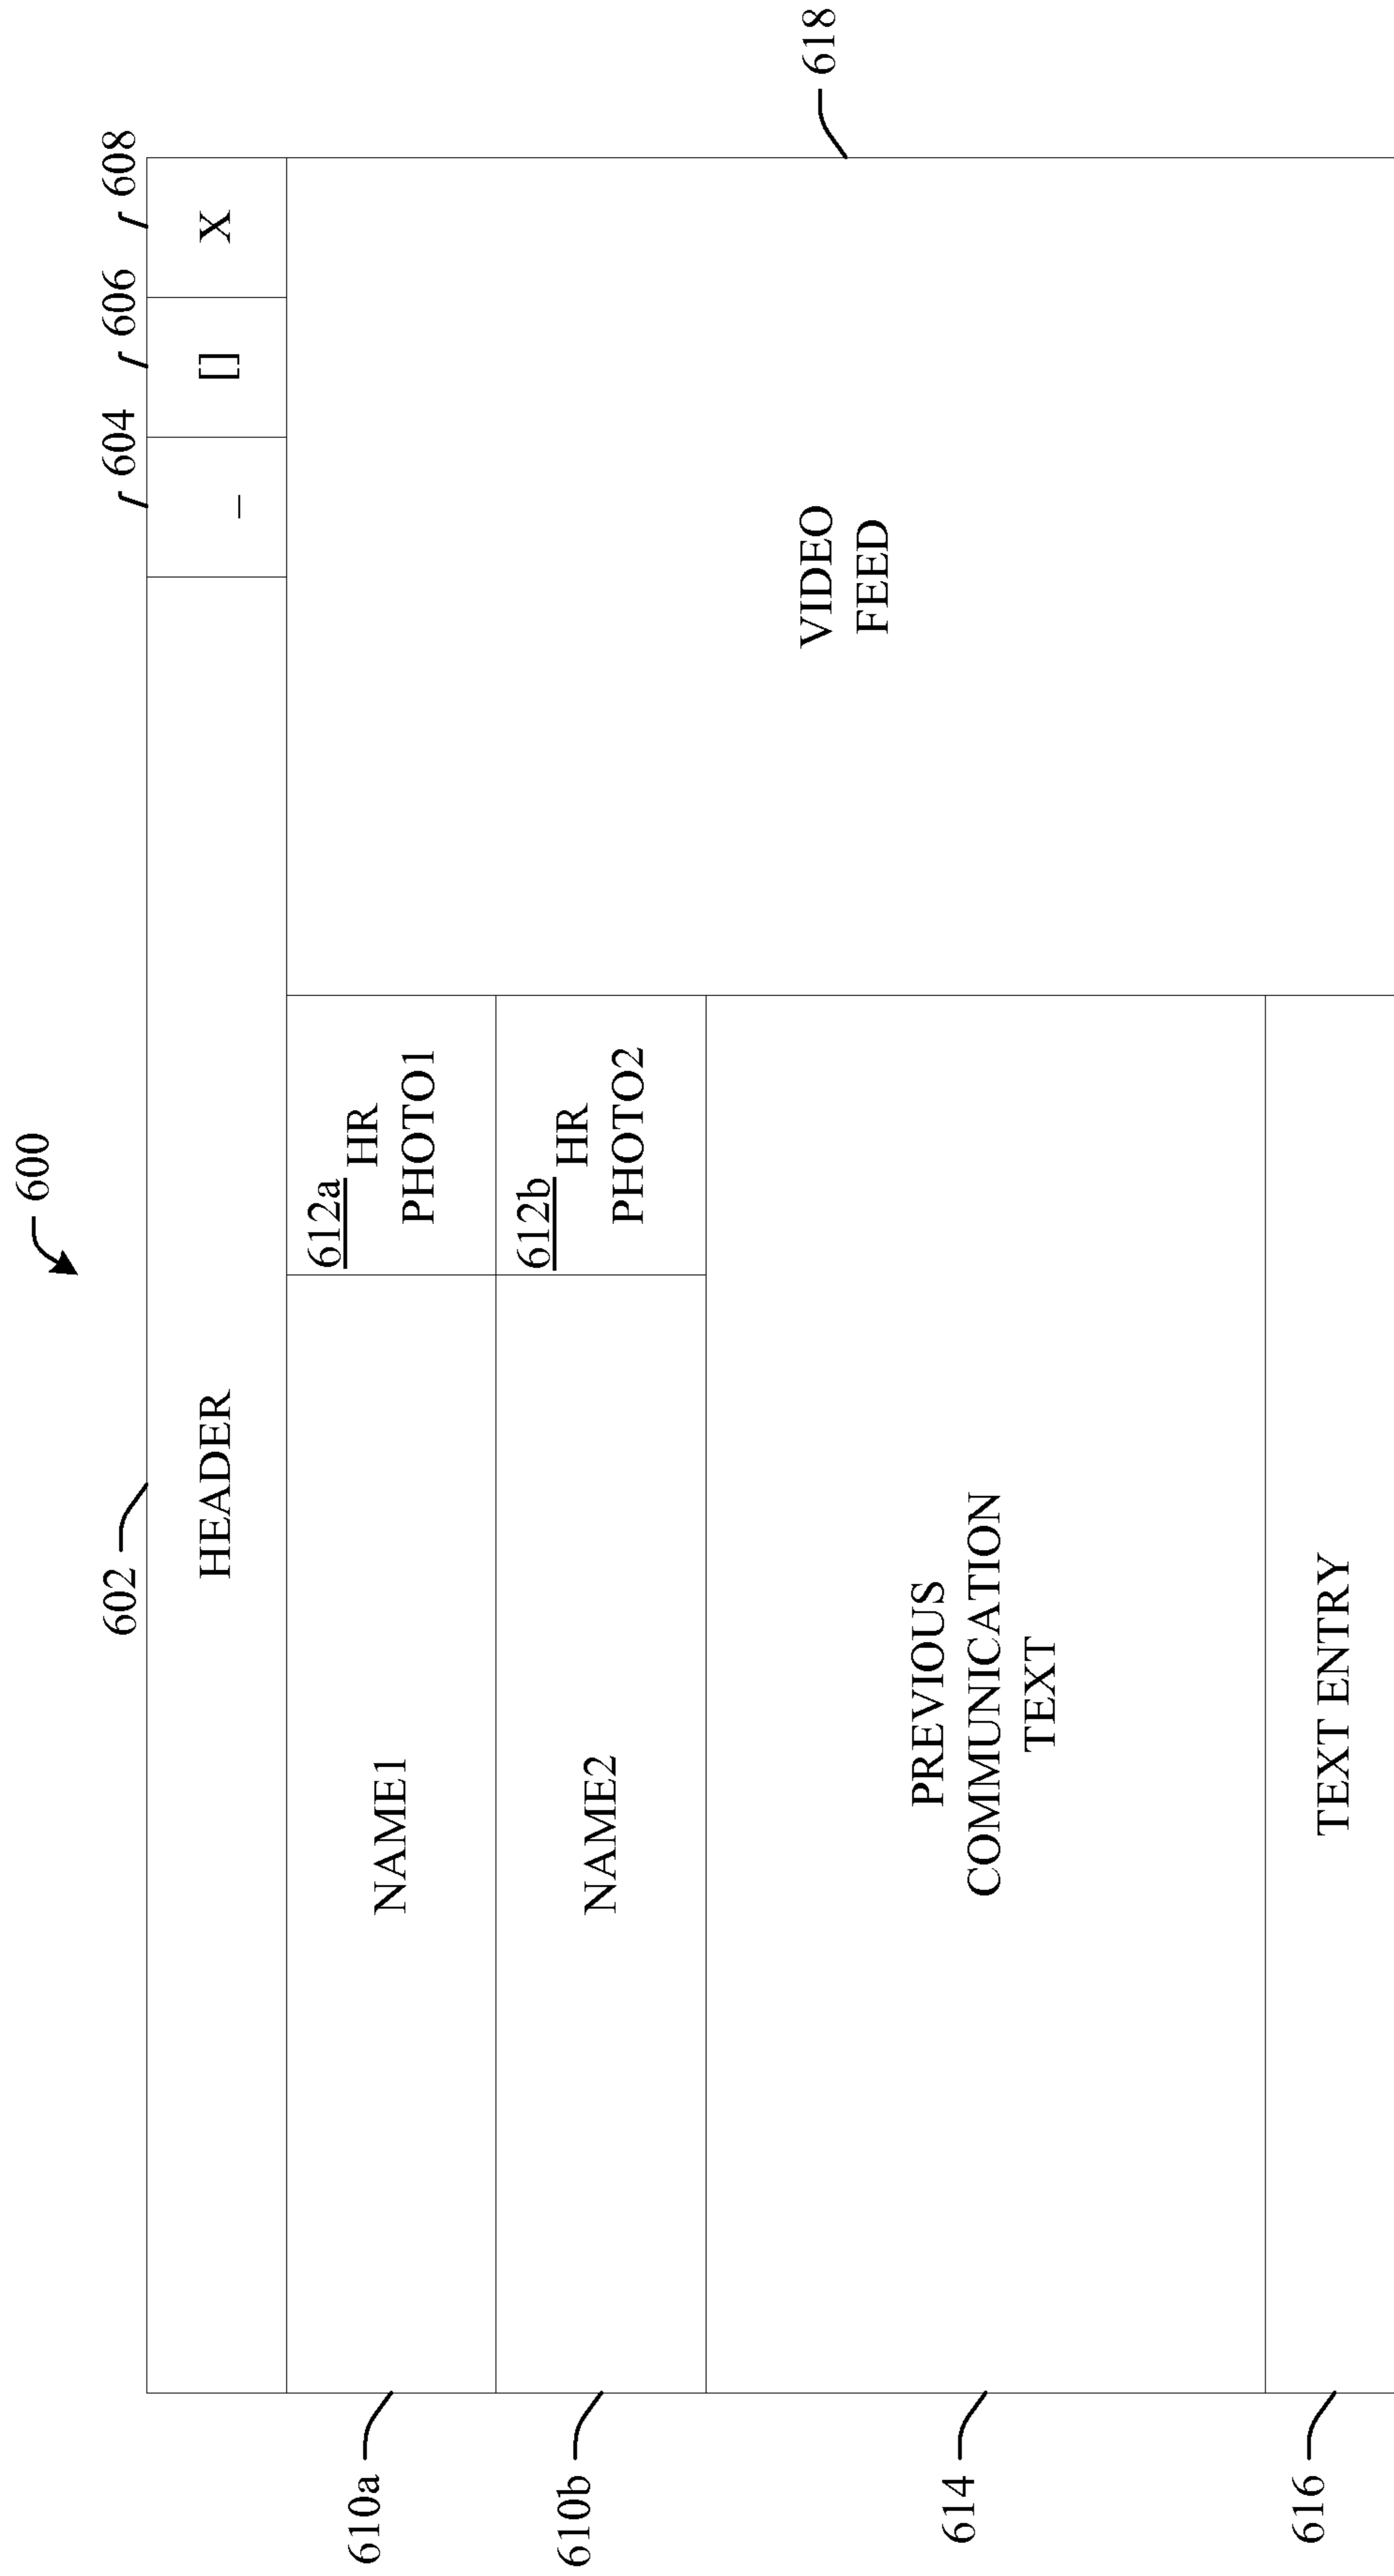 600
602
604
606
608
HEADER
_
[]
X
610a
NAME1
612a
HR
PHOTO1
610b
NAME2
612b
HR
PHOTO2
614
PREVIOUS
COMMUNICATION
TEXT
VIDEO
FEED
618
616
TEXT ENTRY